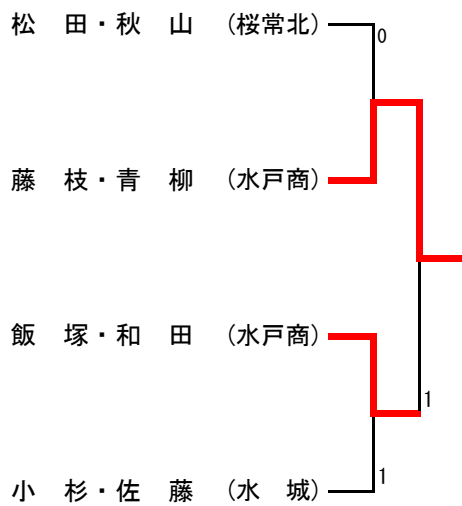 松　田・秋　山　(桜常北)
0
藤　枝・青　柳　(水戸商)
飯　塚・和　田　(水戸商)
1
1
小　杉・佐　藤　(水　城)